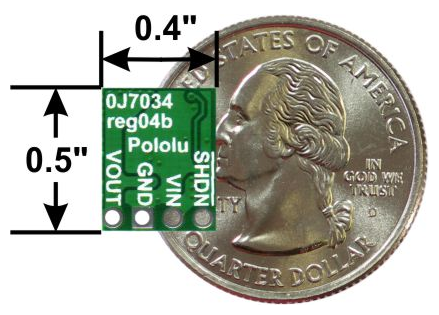 0.4"
0.5"
0J7034
reg04b
Pololu
VOUT
GND
VIN
SHDN
STATES OF AMERICA
IN
GOD WE
TRUST
D
QUARTER DOLLAR